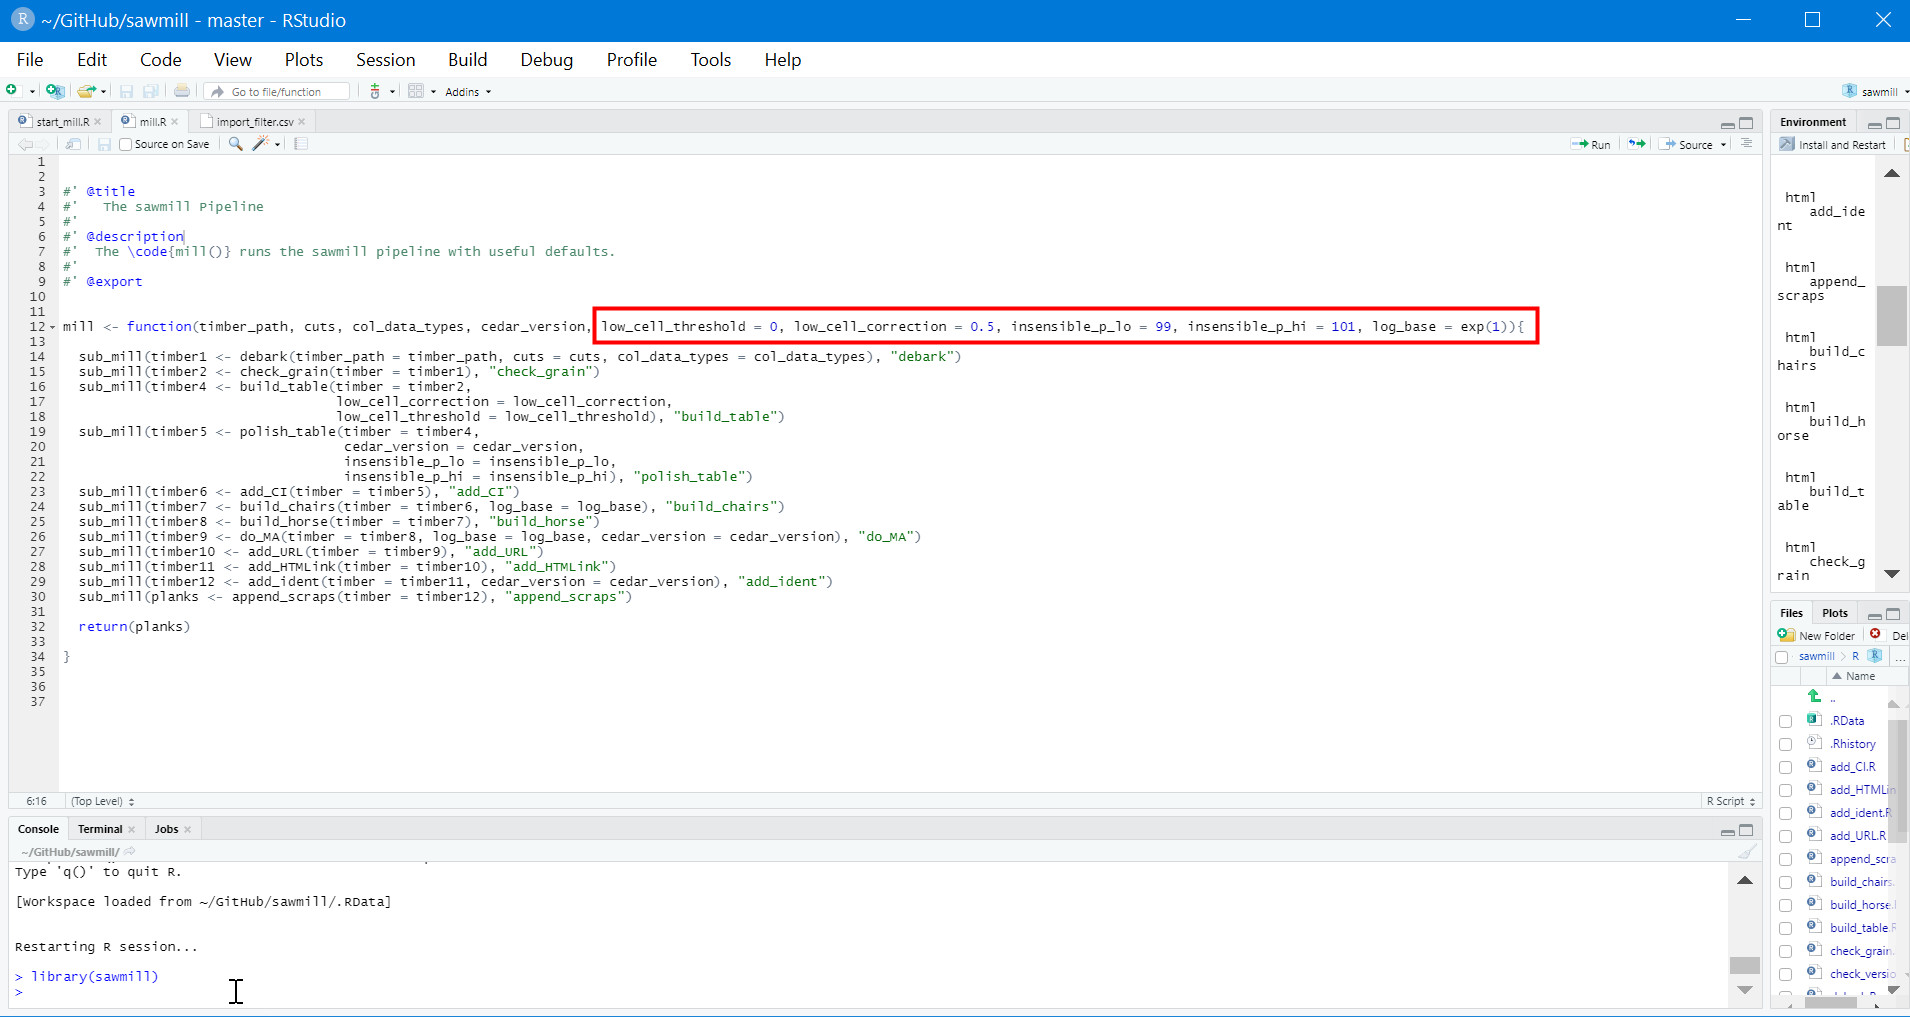 ~/GitHub/sawmill - master - RStudio
File Edit Code View Plots Session Build Debug Profile Tools Help
Go to file/function Addins sawmill
start_mill.R mill.R import_filter.csv
Source on Save Run Source
1
2
3 #' @title
4 #'   The sawmill Pipeline
5 #'
6 #' @description
7 #'  The \code{mill()} runs the sawmill pipeline with useful defaults.
8 #'
9 #' @export
10
11
12 mill <- function(timber_path, cuts, col_data_types, cedar_version, low_cell_threshold = 0, low_cell_correction = 0.5, insensible_p_lo = 99, insensible_p_hi = 101, log_base = exp(1)){
13
14   sub_mill(timber1 <- debark(timber_path = timber_path, cuts = cuts, col_data_types = col_data_types), "debark")
15   sub_mill(timber2 <- check_grain(timber = timber1), "check_grain")
16   sub_mill(timber4 <- build_table(timber = timber2,
17                                   low_cell_correction = low_cell_correction,
18                                   low_cell_threshold = low_cell_threshold), "build_table")
19   sub_mill(timber5 <- polish_table(timber = timber4,
20                                    cedar_version = cedar_version,
21                                    insensible_p_lo = insensible_p_lo,
22                                    insensible_p_hi = insensible_p_hi), "polish_table")
23   sub_mill(timber6 <- add_CI(timber = timber5), "add_CI")
24   sub_mill(timber7 <- build_chairs(timber = timber6, log_base = log_base), "build_chairs")
25   sub_mill(timber8 <- build_horse(timber = timber7), "build_horse")
26   sub_mill(timber9 <- do_MA(timber = timber8, log_base = log_base, cedar_version = cedar_version), "do_MA")
27   sub_mill(timber10 <- add_URL(timber = timber9), "add_URL")
28   sub_mill(timber11 <- add_HTMLink(timber = timber10), "add_HTMLink")
29   sub_mill(timber12 <- add_ident(timber = timber11, cedar_version = cedar_version), "add_ident")
30   sub_mill(planks <- append_scraps(timber = timber12), "append_scraps")
31
32   return(planks)
33
34 }
35
36
37
6:16 (Top Level) R Script
Console Terminal Jobs
~/GitHub/sawmill/
Type 'q()' to quit R.
[Workspace loaded from ~/GitHub/sawmill/.RData]
Restarting R session...
> library(sawmill)
>
Environment
Install and Restart
html
add_ide
nt
html
append_
scraps
html
build_c
hairs
html
build_h
orse
html
build_t
able
html
check_g
rain
Files Plots
New Folder Del
sawmill R ...
Name
..
.RData
.Rhistory
add_CI.R
add_HTMLin
add_ident.R
add_URL.R
append_scra
build_chairs.
build_horse.
build_table.R
check_grain.
check_versio